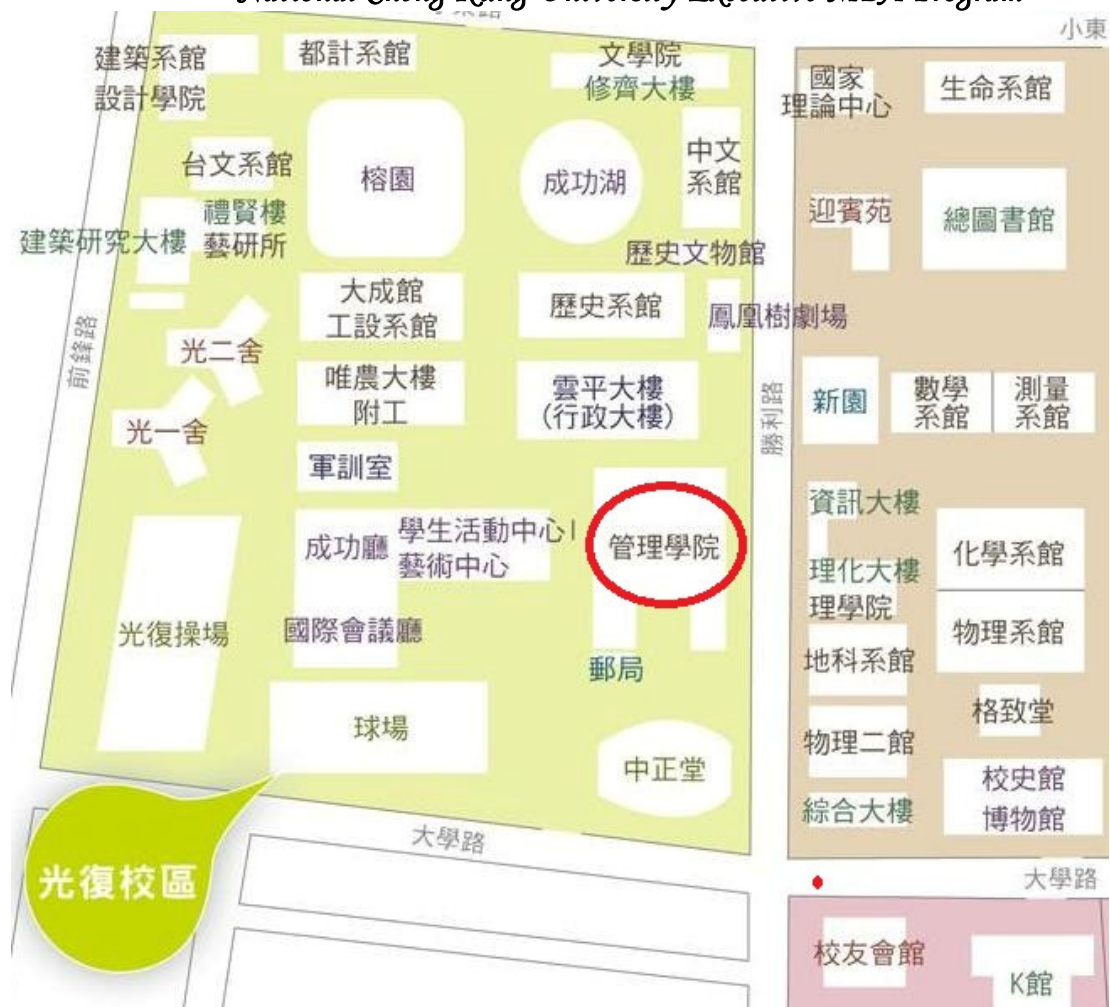 National Cheng Kung University Executive MBA Program
小東路
小東
建築系館
設計學院
都計系館
文學院
修齊大樓
國家
理論中心
生命系館
台文系館
榕園
成功湖
中文
系館
禮賢樓
藝研所
建築研究大樓
迎賓苑
總圖書館
歷史文物館
大成館
工設系館
歷史系館
鳳凰樹劇場
前鋒路
光二舍
唯農大樓
附工
雲平大樓
(行政大樓)
勝利路
新園
數學
系館
測量
系館
光一舍
軍訓室
資訊大樓
成功廳
學生活動中心I
藝術中心
管理學院
化學系館
理化大樓
理學院
光復操場
國際會議廳
物理系館
地科系館
郵局
格致堂
球場
物理二館
中正堂
校史館
博物館
綜合大樓
大學路
光復校區
大學路
校友會館
K館